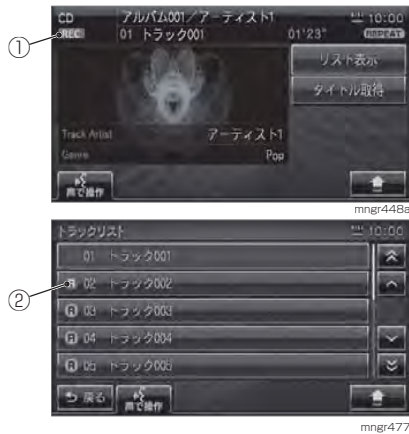 CD アルバム001/アーティスト1 10:00
① REC 01 トラック001 01'23" REPEAT
リスト表示
タイトル取得
Track Artist アーティスト1
Genre Pop
声で操作
mngr448a
トラックリスト 10:00
01 トラック001
② 02 トラック002
03 トラック003
04 トラック004
05 トラック005
戻る 声で操作
mngr477